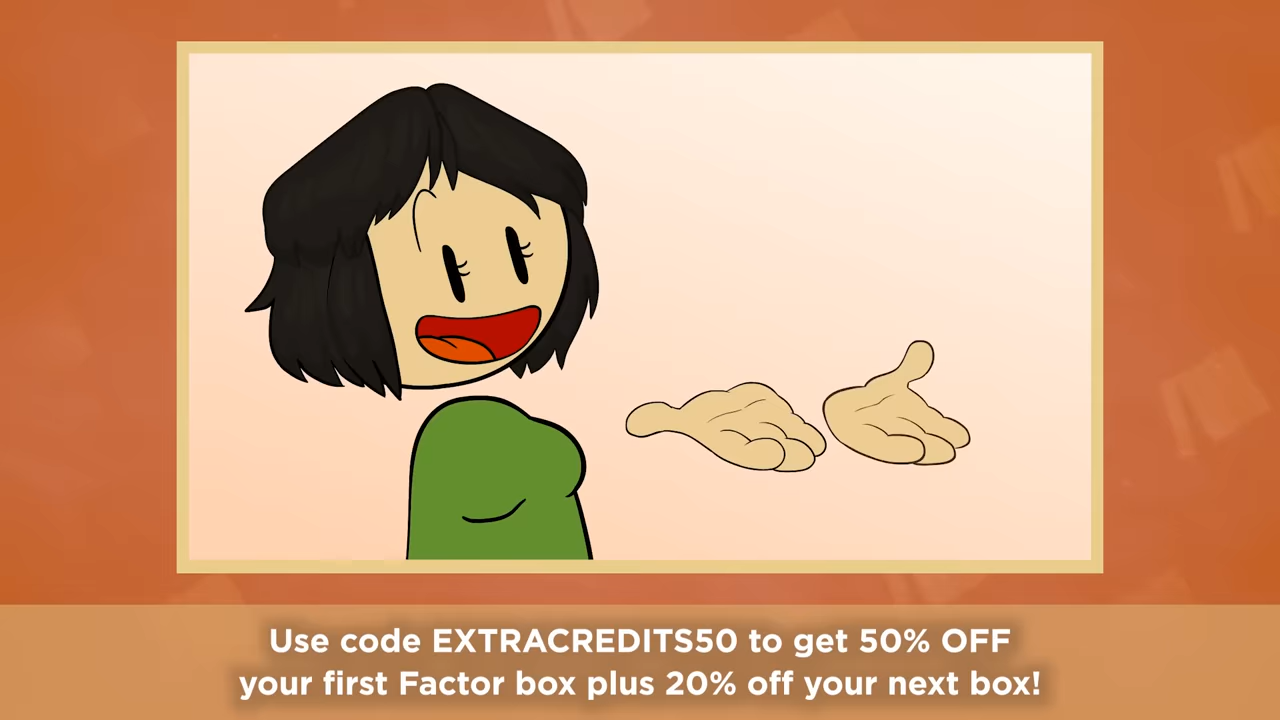 Use code EXTRACREDITS50 to get 50% OFF
your first Factor box plus 20% off your next box!